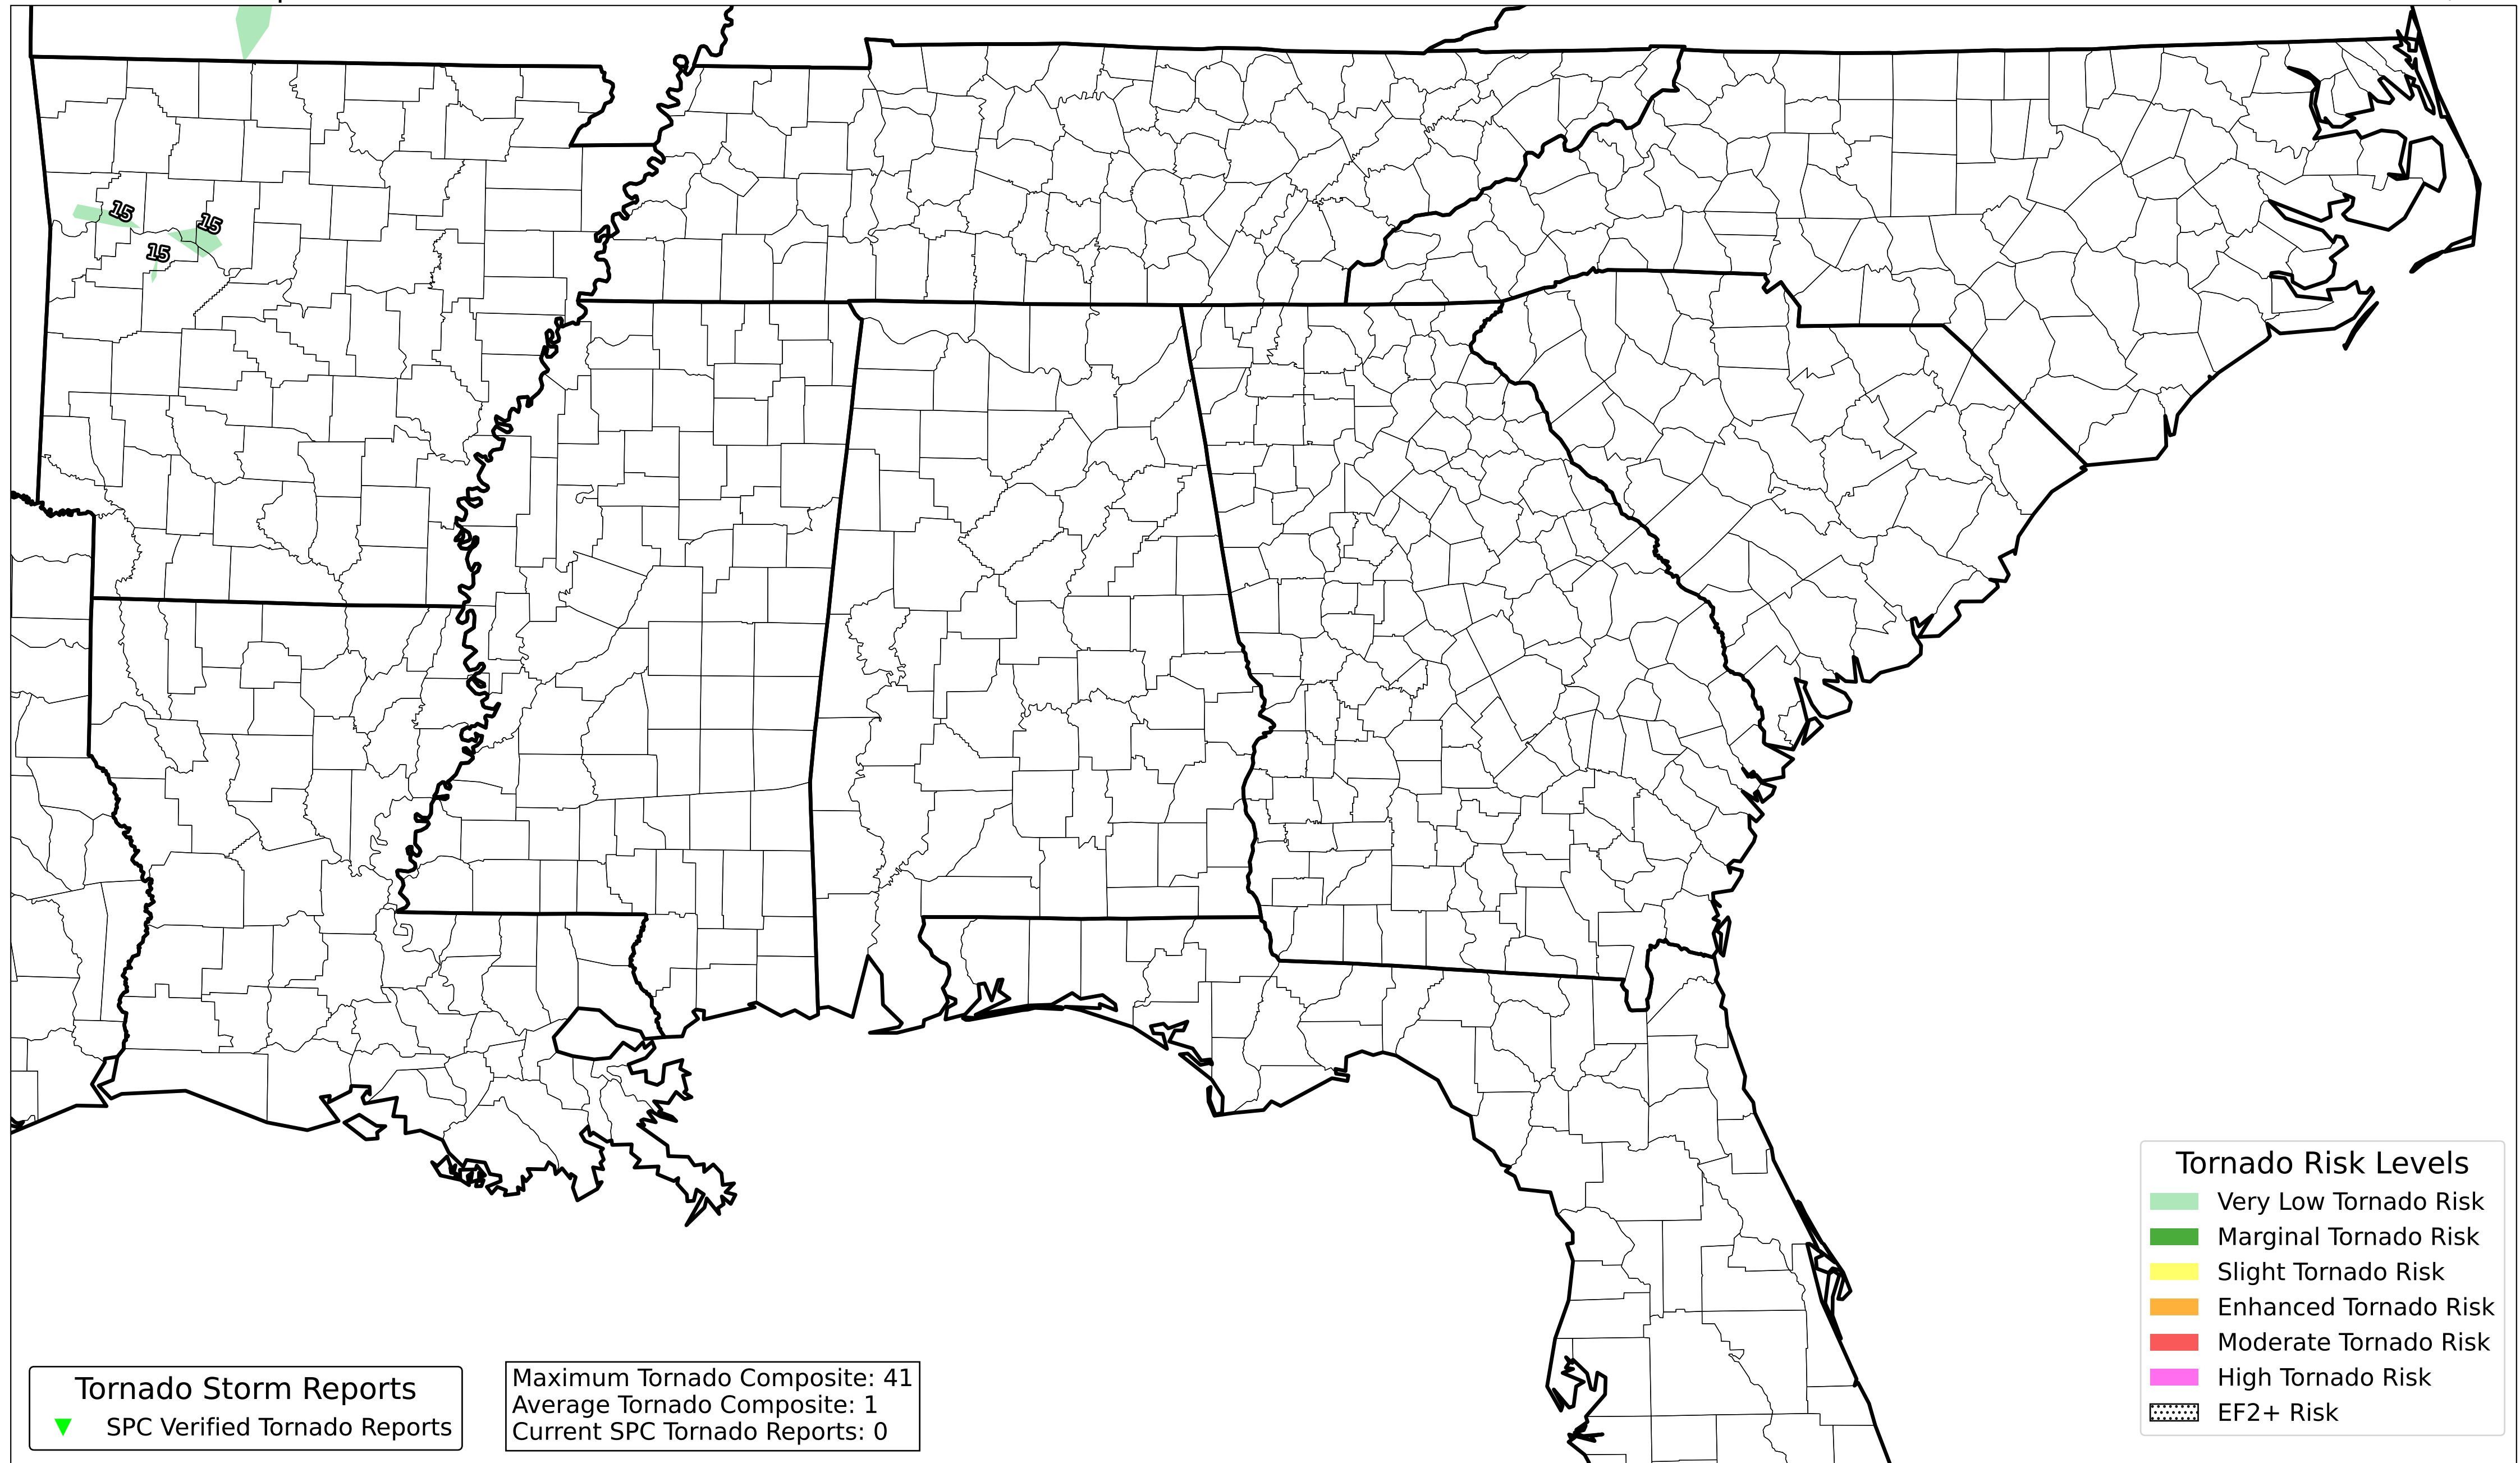 15
15
15
Tornado Risk Levels
Very Low Tornado Risk
Marginal Tornado Risk
Slight Tornado Risk
Enhanced Tornado Risk
Moderate Tornado Risk
High Tornado Risk
EF2+ Risk
Tornado Storm Reports
SPC Verified Tornado Reports
Maximum Tornado Composite: 41
Average Tornado Composite: 1
Current SPC Tornado Reports: 0